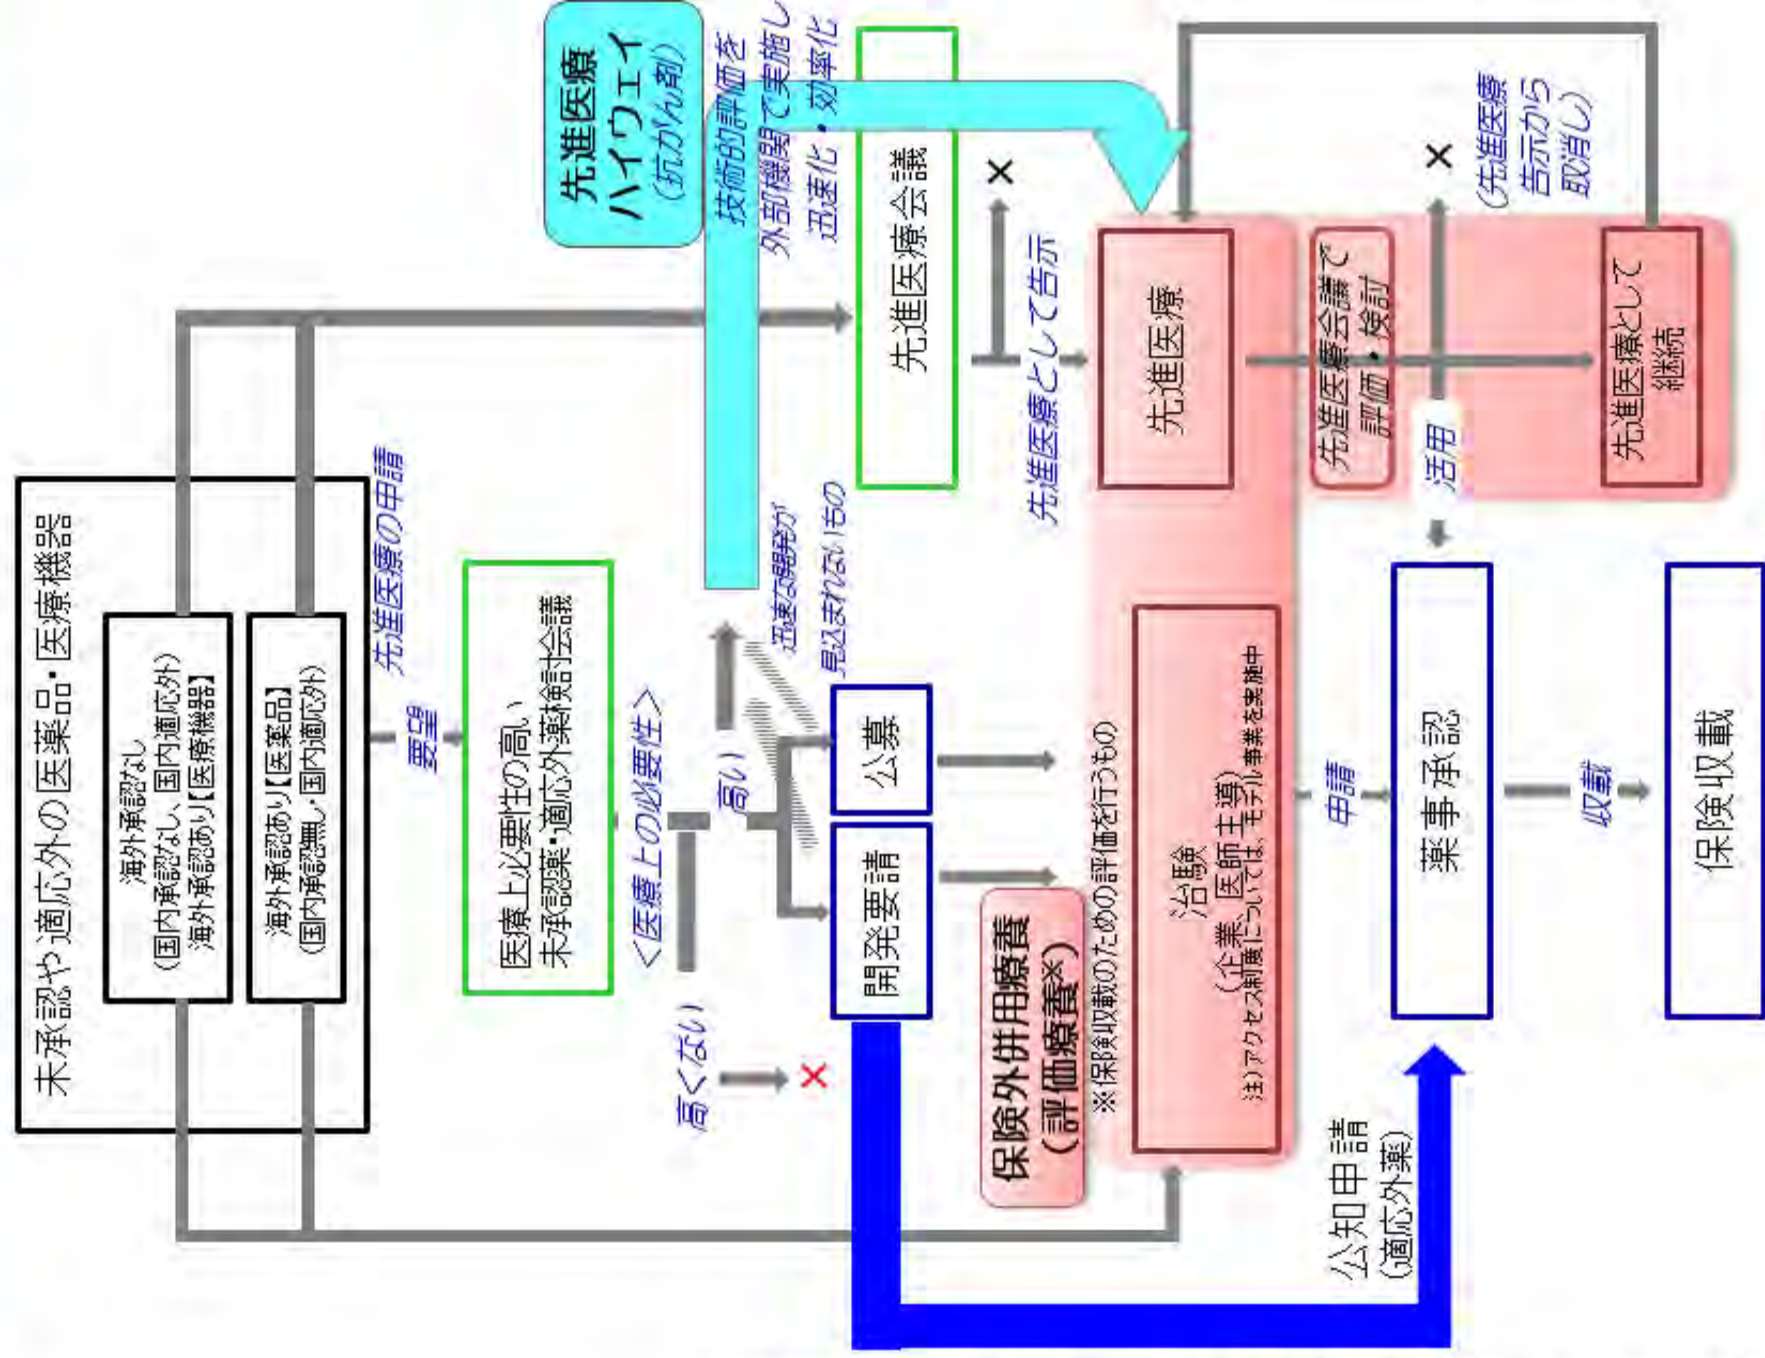 未承認や適応外の医薬品・医療機器
海外承認なし
（国内承認なし、国内適応外）
海外承認あり【医療機器】
海外承認あり【医薬品】
（国内承認無し・国内適応外）
先進医療の申請
要望
医療上必要性の高い
未承認薬・適応外薬検討会議
＜医療上の必要性＞
高くない
×
高い
先進医療
ハイウェイ
（抗がん剤）
技術的評価を
外部機関で実施し
迅速化・効率化
迅速な開発が
見込まれないもの
開発要請
公募
先進医療会議
×
先進医療として告示
保険外併用療養
（評価療養※）
※保険収載のための評価を行うもの
治験
（企業、医師主導）
注）アクセス制度については、モデル事業を実施中
先進医療
先進医療会議で
評価・検討
申請
活用
×
（先進医療
告示から
取消し）
公知申請
（適応外薬）
薬事承認
収載
先進医療として
継続
保険収載